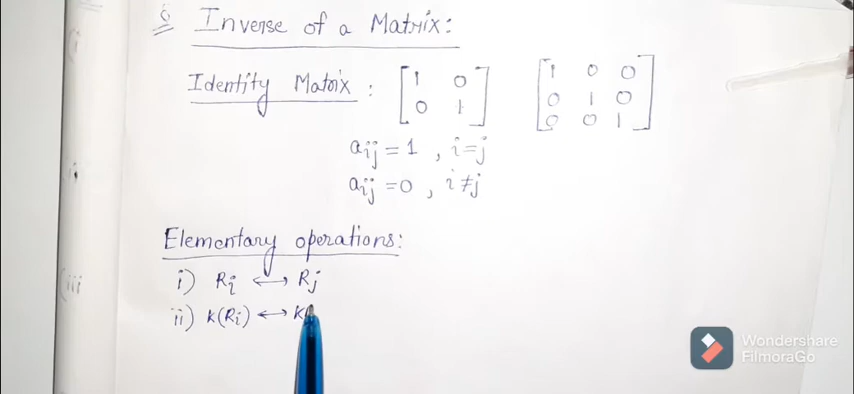 Inverse of a Matrix:
Identity Matrix : [ 1 0 [ 1 0 0
0 1 ] 0 1 0
0 0 1 ]
aij = 1 , i = j
aij = 0 , i ≠ j
Elementary operations:
i) Ri ↔ Rj
ii) K(Ri) ↔ K
(iii
Wondershare
FilmoraGo